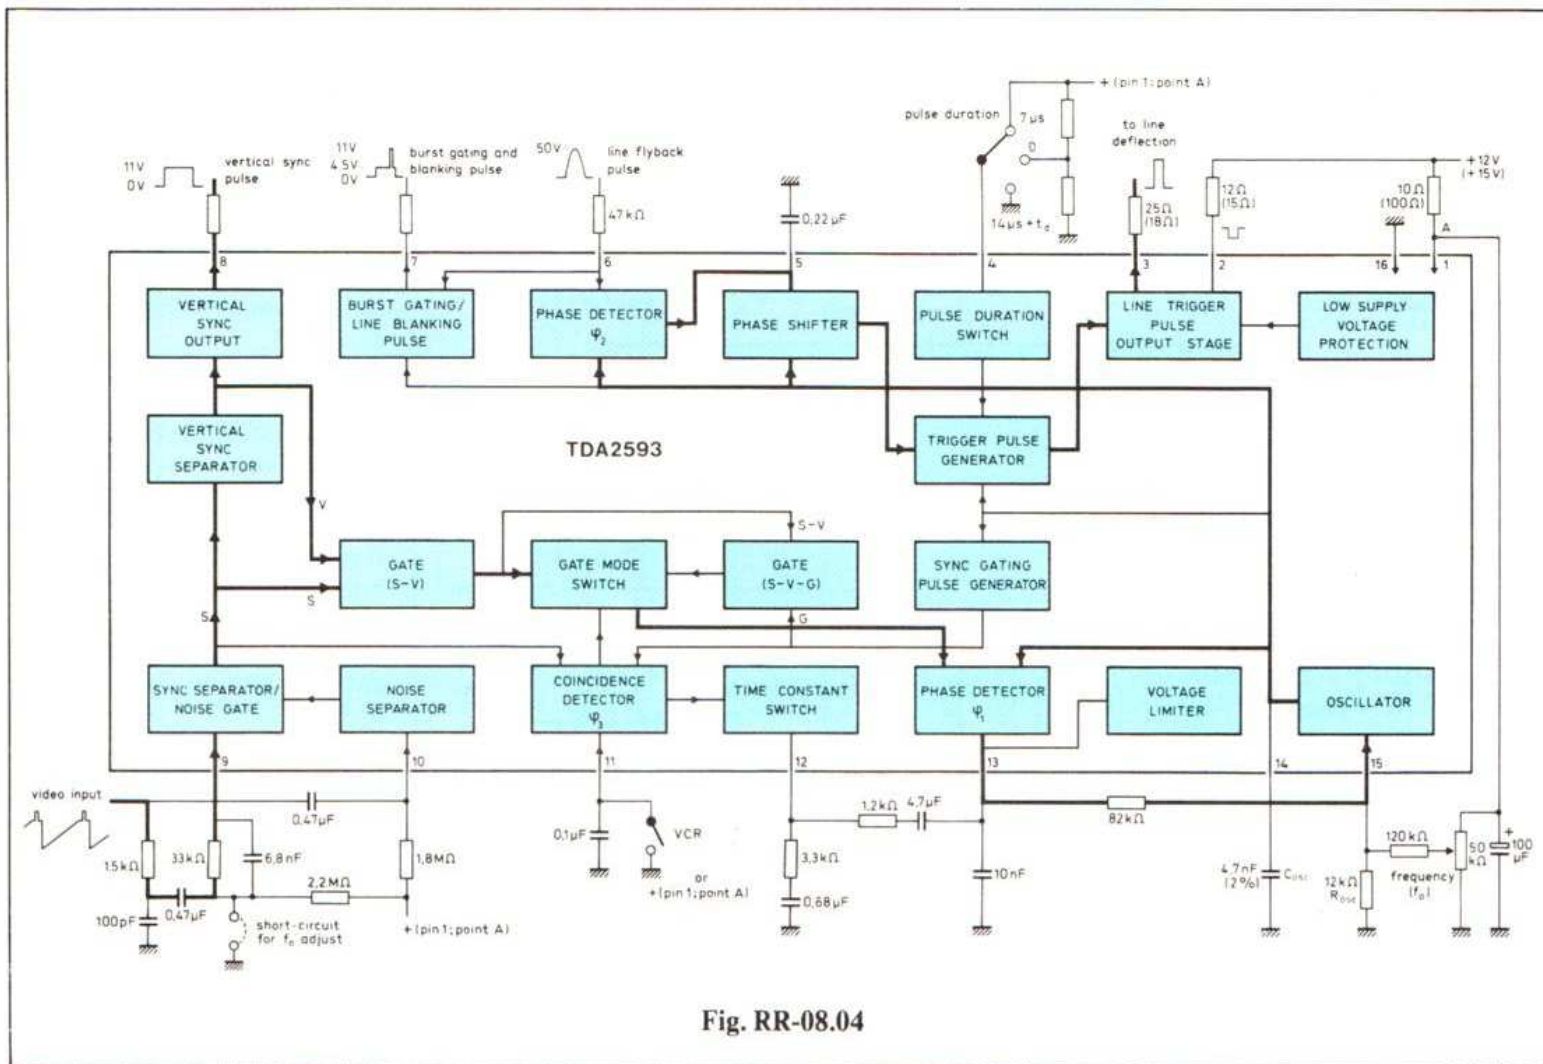 +(pin 1; point A)
pulse duration
7 µs
0
14 µs + t_d
to line
deflection
+12V
(+15V)
11V
0V
vertical sync
pulse
11V
4.5V
0V
burst gating and
blanking pulse
50V
line flyback
pulse
47kΩ
0,22µF
25Ω
(18Ω)
12Ω
(15Ω)
10Ω
(100Ω)
A
8
7
6
5
4
3
2
16
1
VERTICAL
SYNC
OUTPUT
BURST GATING/
LINE BLANKING
PULSE
PHASE DETECTOR
φ2
PHASE SHIFTER
PULSE DURATION
SWITCH
LINE TRIGGER
PULSE
OUTPUT STAGE
LOW SUPPLY
VOLTAGE
PROTECTION
VERTICAL
SYNC
SEPARATOR
TDA2593
TRIGGER PULSE
GENERATOR
V
S-V
GATE
(S-V)
GATE MODE
SWITCH
GATE
(S-V-G)
SYNC GATING
PULSE GENERATOR
S
S
G
SYNC SEPARATOR/
NOISE GATE
NOISE
SEPARATOR
COINCIDENCE
DETECTOR
φ3
TIME CONSTANT
SWITCH
PHASE DETECTOR
φ1
VOLTAGE
LIMITER
OSCILLATOR
9
10
11
12
13
14
15
video input
0,47µF
1.5kΩ
33kΩ
6,8nF
1,8MΩ
2,2MΩ
0,47µF
100pF
short-circuit
for f₀ adjust
+(pin 1; point A)
0,1µF
VCR
or
+(pin 1; point A)
3,3kΩ
0,68µF
1.2kΩ
4.7µF
10nF
82kΩ
4.7nF
(2%)
Cosc
12kΩ
Rosc
120kΩ
frequency
(f₀)
50
kΩ
+
100
µF
Fig. RR-08.04